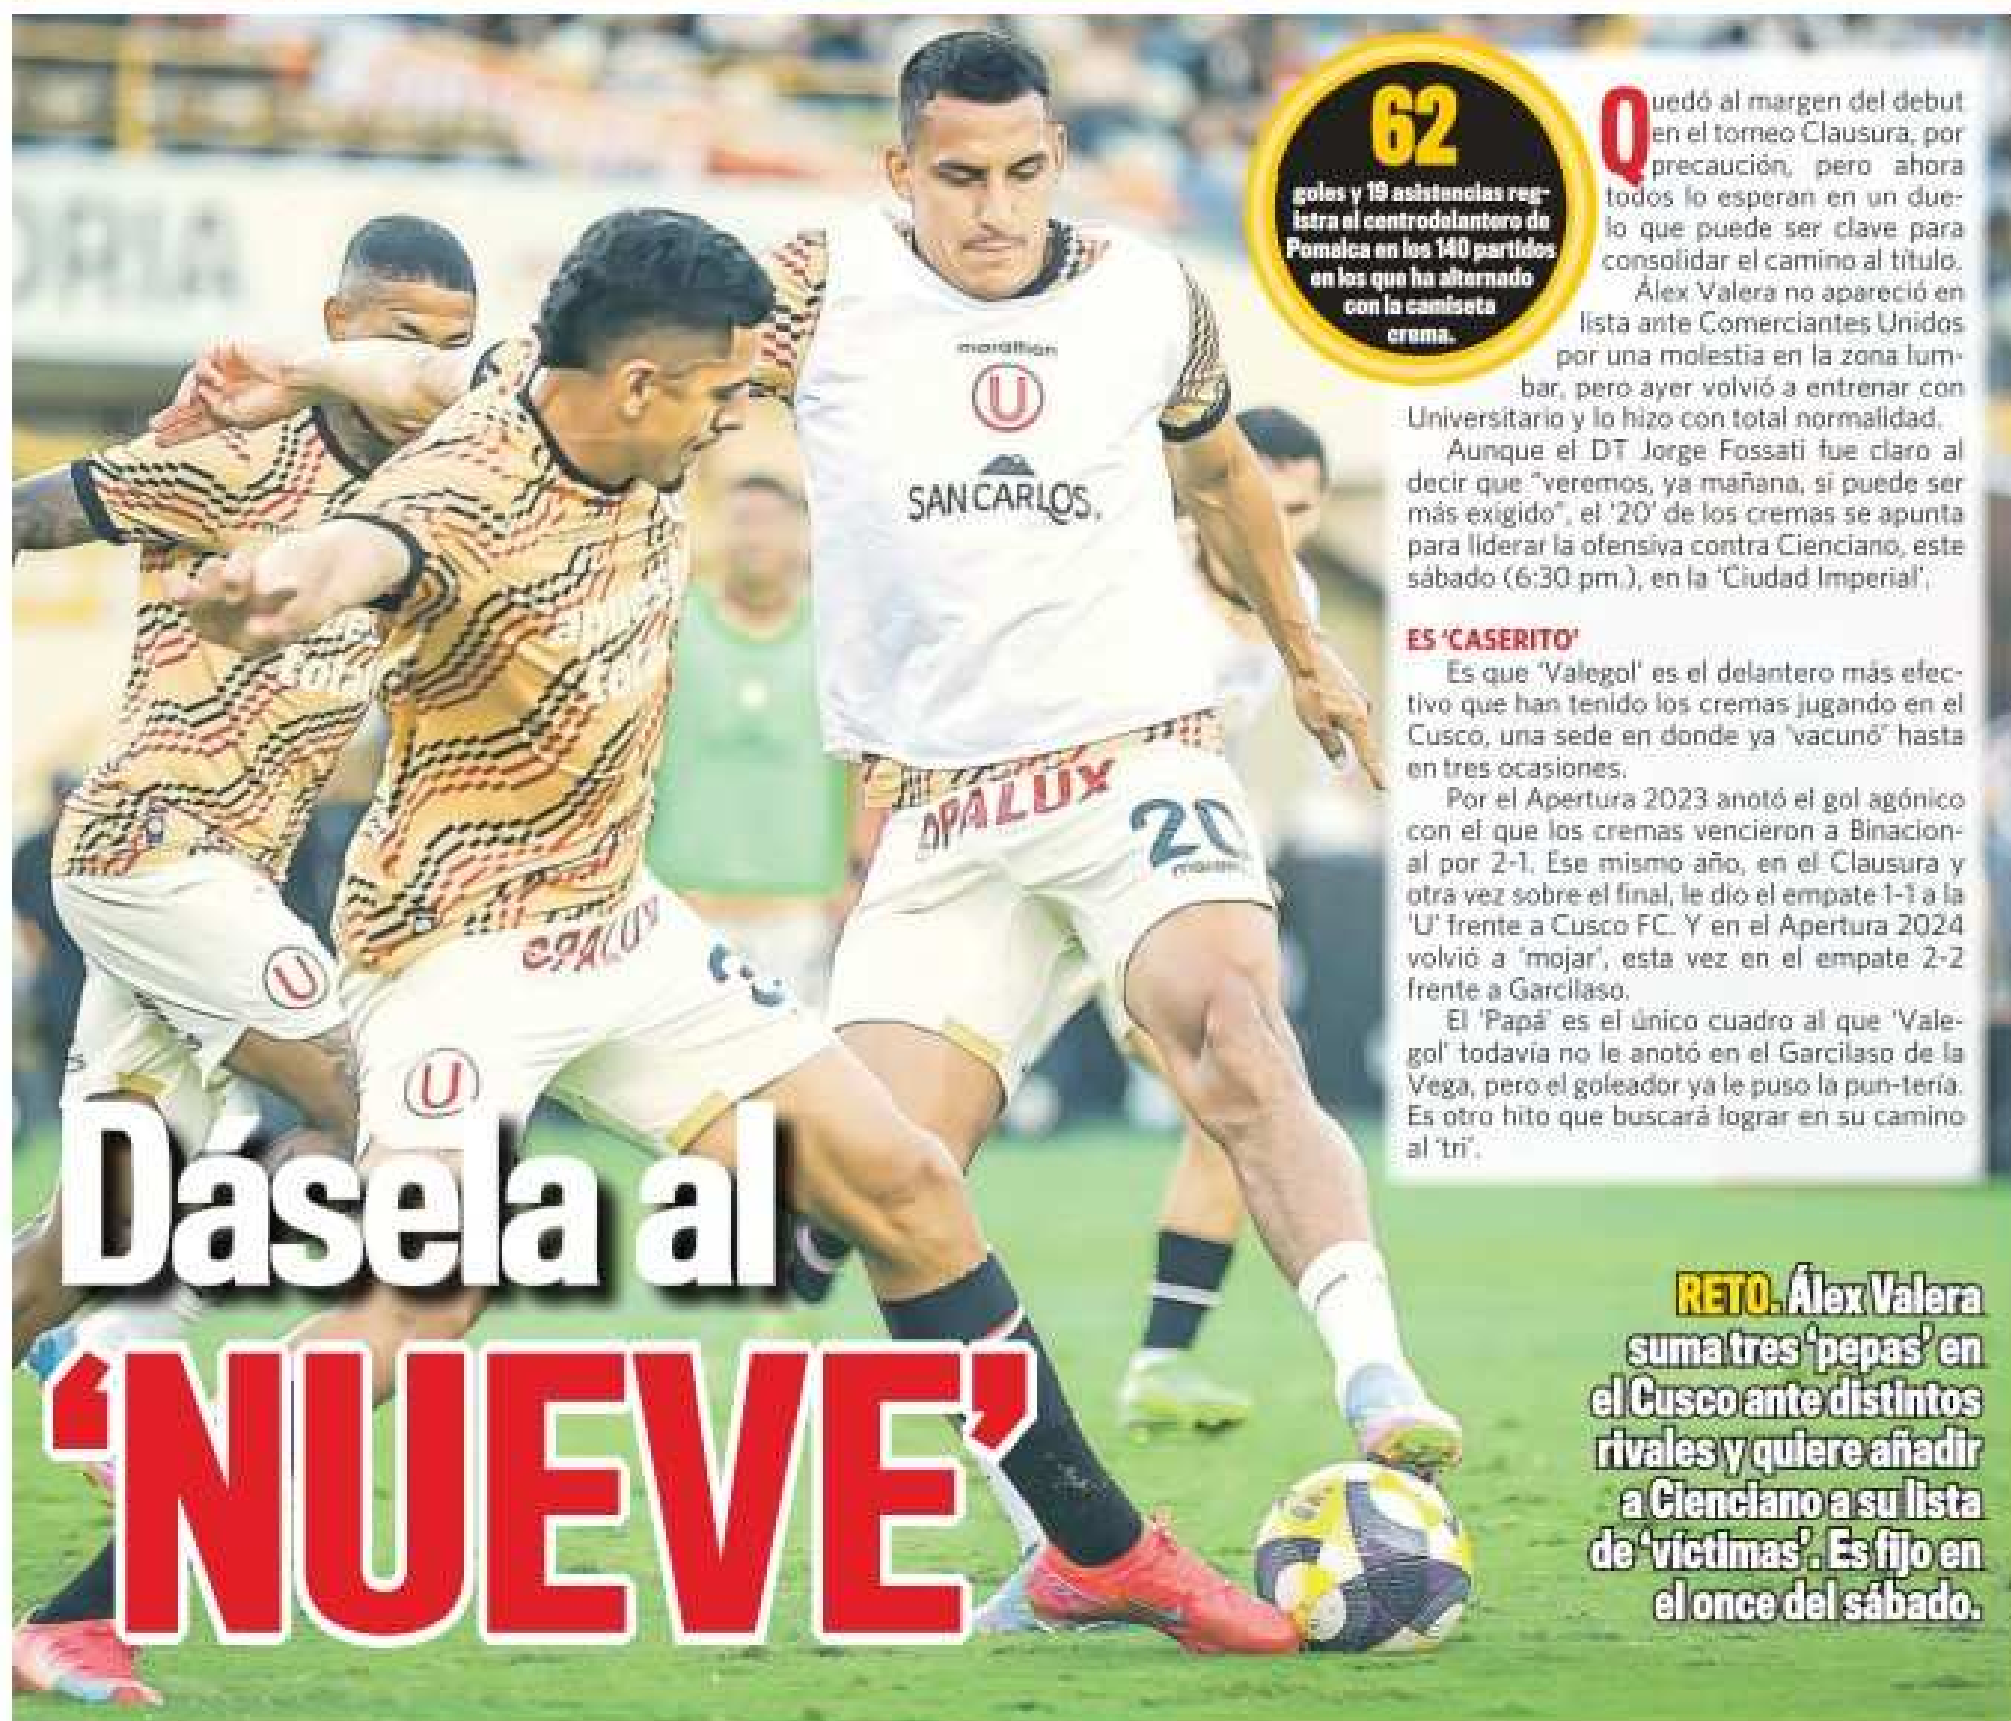 ORIA
62
goles y 19 asistencias reg-
istra el centrodelantero de
Pomalca en los 140 partidos
en los que ha alternado
con la camiseta
crema.
Quedó al margen del debut
en el torneo Clausura, por
precaución, pero ahora
todos lo esperan en un due-
lo que puede ser clave para
consolidar el camino al título.
Álex Valera no apareció en
lista ante Comerciantes Unidos
por una molestia en la zona lum-
bar, pero ayer volvió a entrenar con
Universitario y lo hizo con total normalidad.
Aunque el DT Jorge Fossati fue claro al
decir que “veremos, ya mañana, si puede ser
más exigido”, el ‘20’ de los cremas se apunta
para liderar la ofensiva contra Cienciano, este
sábado (6:30 pm.), en la ‘Ciudad Imperial’.
ES ‘CASERITO’
Es que ‘Valegol’ es el delantero más efec-
tivo que han tenido los cremas jugando en el
Cusco, una sede en donde ya ‘vacunó’ hasta
en tres ocasiones.
Por el Apertura 2023 anotó el gol agónico
con el que los cremas vencieron a Binacion-
al por 2-1. Ese mismo año, en el Clausura y
otra vez sobre el final, le dio el empate 1-1 a la
‘U’ frente a Cusco FC. Y en el Apertura 2024
volvió a ‘mojar’, esta vez en el empate 2-2
frente a Garcilaso.
El ‘Papá’ es el único cuadro al que ‘Vale-
gol’ todavía no le anotó en el Garcilaso de la
Vega, pero el goleador ya le puso la pun-tería.
Es otro hito que buscará lograr en su camino
al ‘tri’.
marathon
U
SAN CARLOS.
OPALUX
20
OPALUX
3
U
U
Dásela al
‘NUEVE’
RETO. Álex Valera
suma tres ‘pepas’ en
el Cusco ante distintos
rivales y quiere añadir
a Cienciano a su lista
de ‘víctimas’. Es fijo en
el once del sábado.